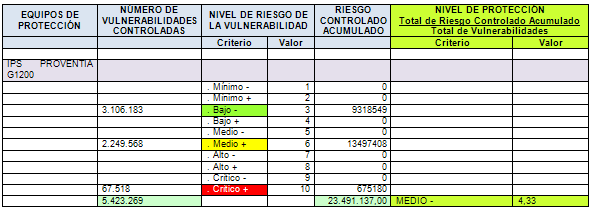 EQUIPOS DE PROTECCIÓN
NÚMERO DE VULNERABILIDADES CONTROLADAS
NIVEL DE RIESGO DE LA VULNERABILIDAD
RIESGO CONTROLADO ACUMULADO
NIVEL DE PROTECCIÓN
Total de Riesgo Controlado Acumulado
Total de Vulnerabilidades
Criterio Valor Criterio Valor
IPS PROVENTIA G1200
. Mínimo - 1 0
. Mínimo + 2 0
3.106.183 . Bajo - 3 9318549
. Bajo + 4 0
. Medio - 5 0
2.249.568 . Medio + 6 13497408
. Alto - 7 0
. Alto + 8 0
. Critico - 9 0
67.518 . Critico + 10 675180
5.423.269 23.491.137,00 MEDIO - 4,33